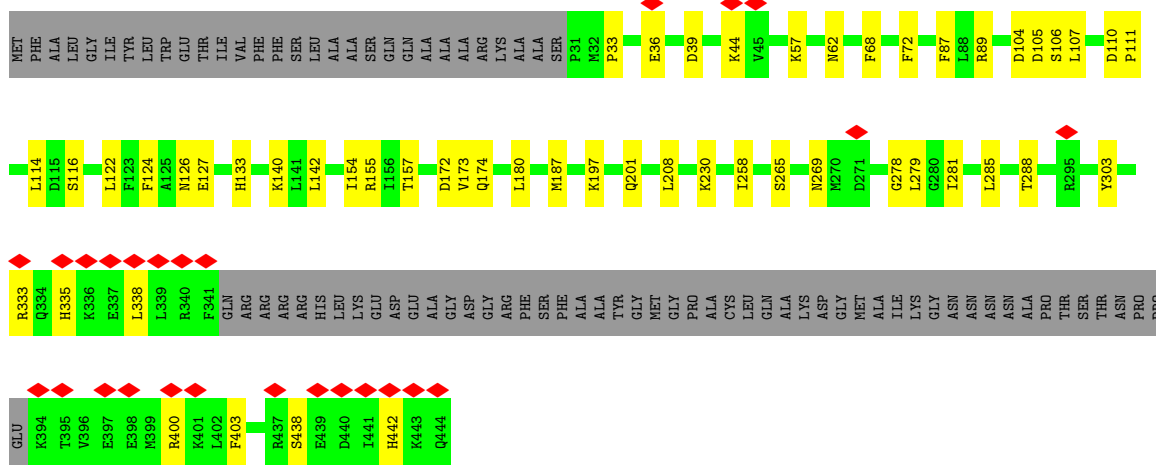 MET PHE ALA LEU GLY ILE TYR LEU TRP GLU THR ILE VAL PHE PHE SER LEU ALA ALA SER GLN GLN ALA ALA ALA ARG LYS ALA ALA SER P31 M32 P33 E36 D39 K44 V45 K57 N62 F68 F72 F87 L88 R89 D104 D105 S106 L107 D110 P111
L114 D115 S116 L122 F123 F124 A125 N126 E127 H133 K140 L141 L142 I154 R155 I156 T157 D172 V173 Q174 L180 M187 K197 Q201 L208 K230 I258 S265 N269 M270 D271 G278 L279 G280 I281 L285 T288 R295 Y303
R333 Q334 H335 K336 E337 L338 L339 R340 F341 GLN ARG ARG ARG ARG HIS LEU LYS GLU ASP GLU ALA GLY ASP GLY ARG PHE SER PHE ALA ALA TYR GLY MET GLY PRO ALA CYS LEU GLN ALA LYS ASP GLY MET ALA ILE LYS GLY ASN ASN ASN ASN ALA PRO THR SER THR ASN PRO
GLU K394 T395 V396 E397 E398 M399 R400 K401 L402 F403 R437 S438 E439 D440 I441 H442 K443 Q444